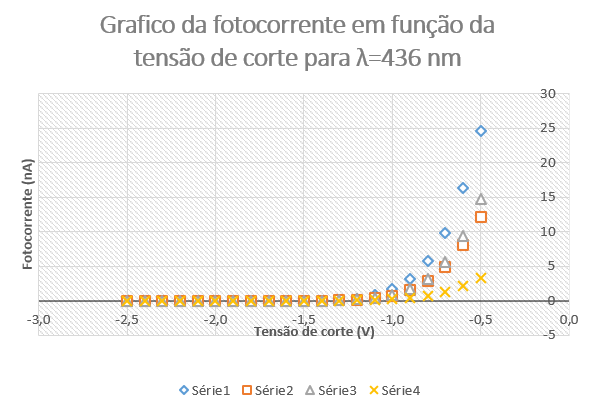 Grafico da fotocorrente em função da
tensão de corte para λ=436 nm
30
25
20
15
10
5
0
-5
Fotocorrente (nA)
-3,0 -2,5 -2,0 -1,5 -1,0 -0,5 0,0
Tensão de corte (V)
Série1 Série2 Série3 Série4